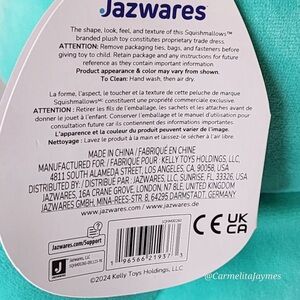 Jazwares®
The shape, look, feel, and texture of this Squishmallows™
branded plush toy constitutes proprietary trade dress.
ATTENTION: Remove packaging ties, bags, and fasteners before
giving toy to child. Retain packaging and any instructions for future
reference as they contain important information
Product appearance & color may vary from shown.
To Clean: Hand wash, then air dry.
La forme, l'aspect, le toucher et la texture de cette peluche de marque
Squishmallows™ constituent une propriété commerciale exclusive.
ATTENTION : Retirer les fils de l'emballage, les sachets et les attaches avant de
donner le jouet à l'enfant. Conserver l'emballage et le manuel d'utilisation pour
consultation future car ils contiennent des informations importantes.
L'apparence et la couleur du produit peuvent varier de l'image.
Nettoyage : Lavez le produit à la main et laissez-le sécher à l'air libre.
MADE IN CHINA / FABRIQUÉ EN CHINE
MANUFACTURED FOR / FABRIQUÉ POUR : KELLY TOYS HOLDINGS, LLC,
4811 SOUTH ALAMEDA STREET, LOS ANGELES, CA, 90058, USA
DISTRIBUTED BY / DISTRIBUÉ PAR : JAZWARES, LLC. SUNRISE, FL, 33326, USA
JAZWARES, 16A CRANE GROVE, LONDON, N7 8LE, UNITED KINGDOM
JAZWARES GMBH, MINA-REES-STR. 8, 64295 DARMSTADT, GERMANY
www.jazwares.com / www.jazwares.de
Jazwares.com/Support
J
Jazwares
1 96566 21937
CE UK
CA
©2024 Kelly Toys Holdings, LLC
@CarmelitaJaymes